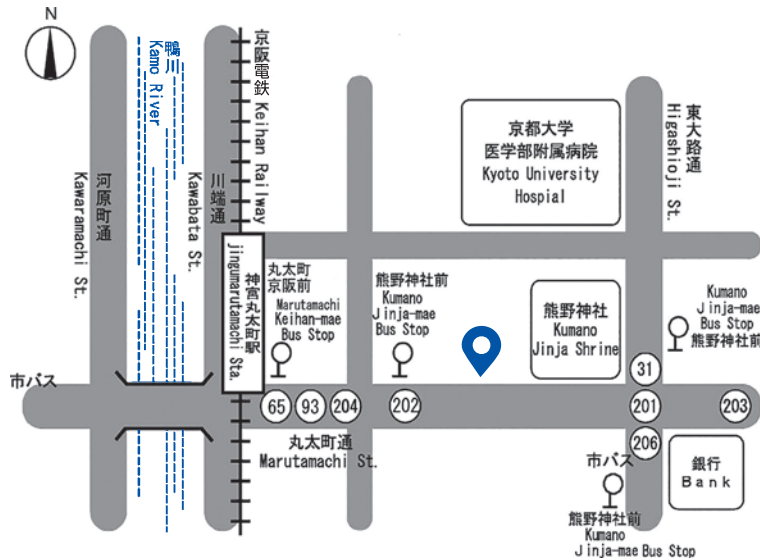 N
鴨川
Kamo River
京阪電鉄 Keihan Railway
河原町通
Kawaramachi St.
川端通
Kawabata St.
神宮丸太町駅
jingumarutamachi Sta.
京都大学
医学部附属病院
Kyoto University
Hospial
東大路通
Higashioji St.
丸太町
京阪前
Marutamachi
Keihan-mae
Bus Stop
熊野神社前
Kumano
Jinja-mae
Bus Stop
熊野神社
Kumano
Jinja Shrine
Kumano
Jinja-mae
Bus Stop
熊野神社前
市バス
65
93
204
202
31
201
203
206
丸太町通
Marutamachi St.
市バス
熊野神社前
Kumano
Jinja-mae Bus Stop
銀行
Bank